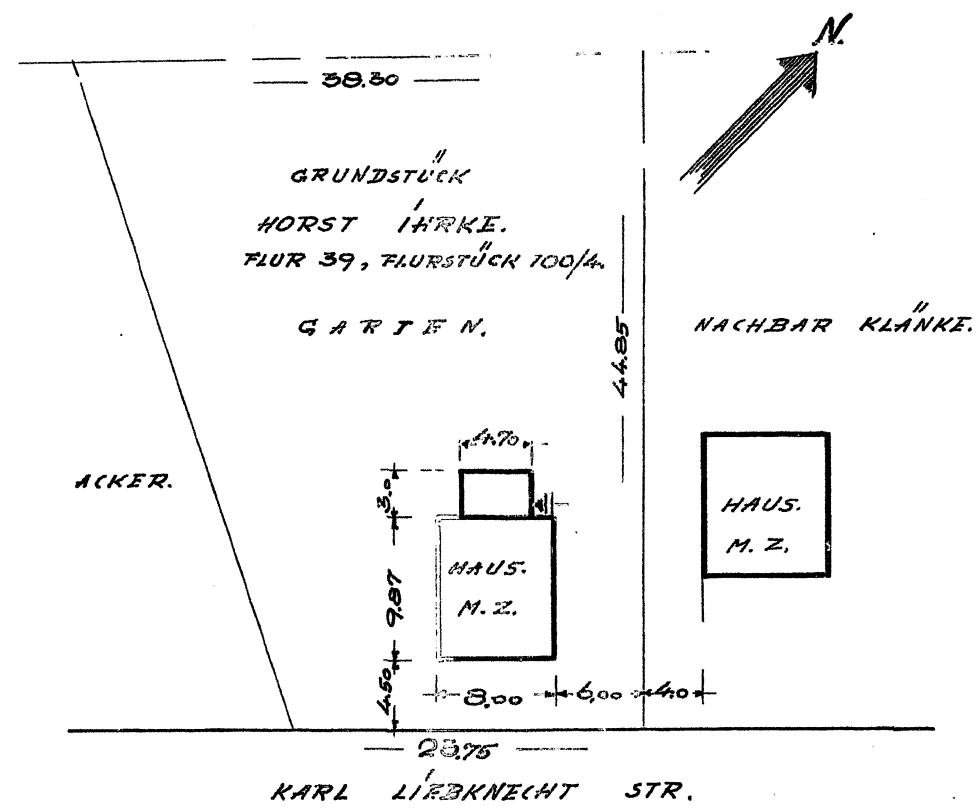 N.
38.30
GRUNDSTÜCK
HORST IHRKE.
FLUR 39, FLURSTÜCK 100/4.
GARTEN.
NACHBAR KLÄNKE.
44.85
4.70
ACKER.
3.0
HAUS.
M. Z.
HAUS.
M. Z.
9.87
4.50
8.00
6.00
4.0
23.75
KARL LIEBKNECHT STR.